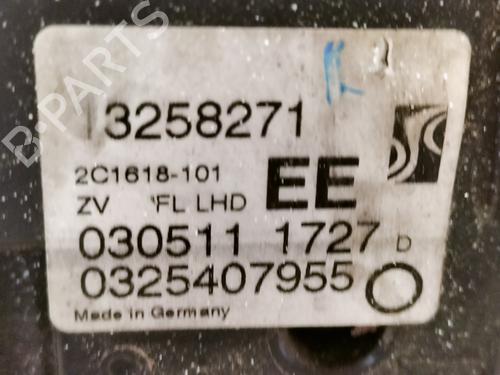 B-PARTS
13258271
2C1618-101
EE
ZV FL LHD
030511 1727 D
0325407955
Made in Germany